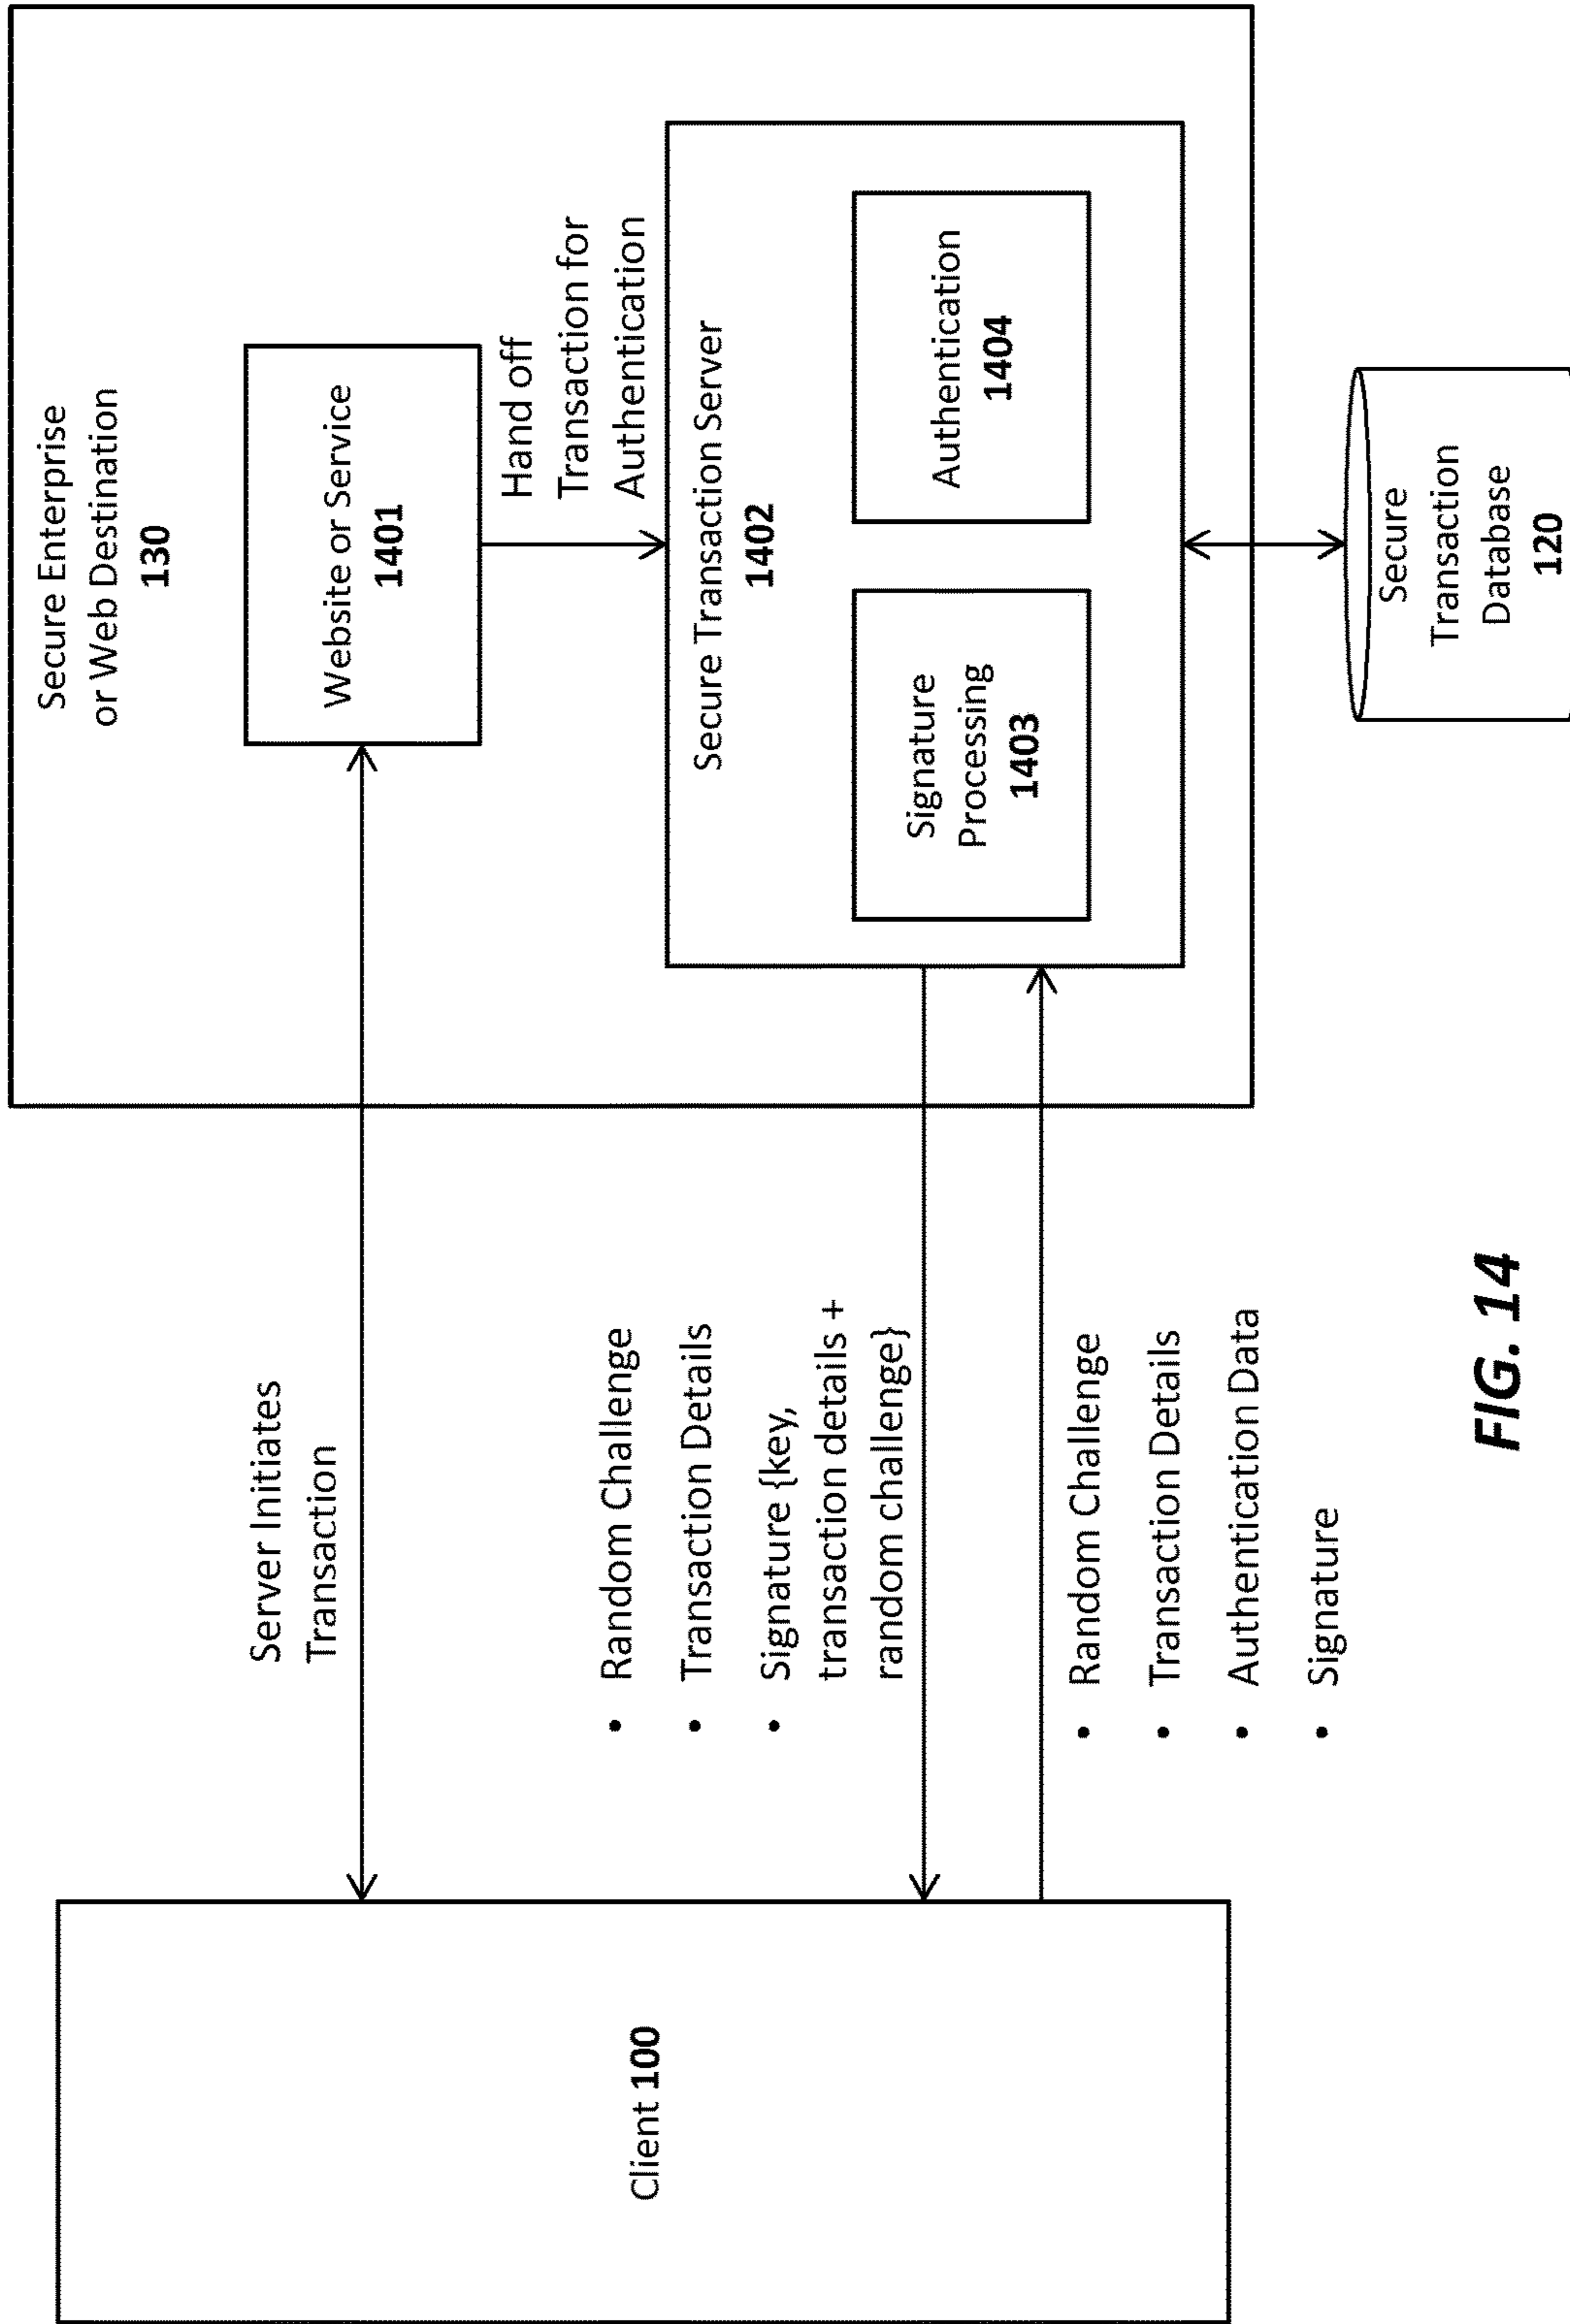 Secure Enterprise
or Web Destination
130
Server Initiates
Transaction
Website or Service
1401
Hand off
Transaction for
Authentication
Client 100
• Random Challenge
• Transaction Details
• Signature {key,
transaction details +
random challenge}
Secure Transaction Server
1402
Signature
Processing
1403
Authentication
1404
• Random Challenge
• Transaction Details
• Authentication Data
• Signature
Secure
Transaction
Database
120
FIG. 14